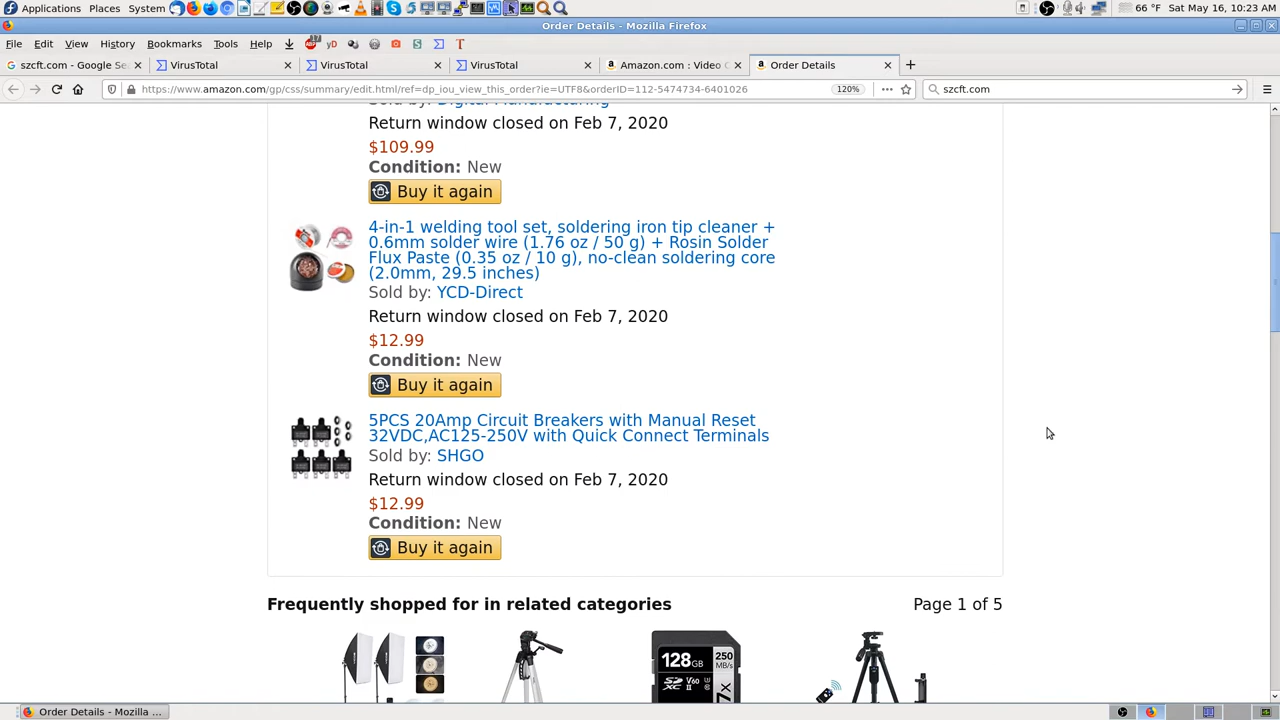 Applications Places System 66 °F Sat May 16, 10:23 AM
Order Details - Mozilla Firefox
File Edit View History Bookmarks Tools Help
szcft.com - Google Se
VirusTotal
VirusTotal
VirusTotal
Amazon.com : Video C
Order Details
https://www.amazon.com/gp/css/summary/edit.html/ref=dp_iou_view_this_order?ie=UTF8&orderID=112-5474734-6401026
120%
szcft.com
Sold by: Digital Manufacturing
Return window closed on Feb 7, 2020
$109.99
Condition: New
Buy it again
4-in-1 welding tool set, soldering iron tip cleaner +
0.6mm solder wire (1.76 oz / 50 g) + Rosin Solder
Flux Paste (0.35 oz / 10 g), no-clean soldering core
(2.0mm, 29.5 inches)
Sold by: YCD-Direct
Return window closed on Feb 7, 2020
$12.99
Condition: New
Buy it again
5PCS 20Amp Circuit Breakers with Manual Reset
32VDC,AC125-250V with Quick Connect Terminals
Sold by: SHGO
Return window closed on Feb 7, 2020
$12.99
Condition: New
Buy it again
Frequently shopped for in related categories
Page 1 of 5
128GB
250
MB/s
V60
Order Details - Mozilla ...